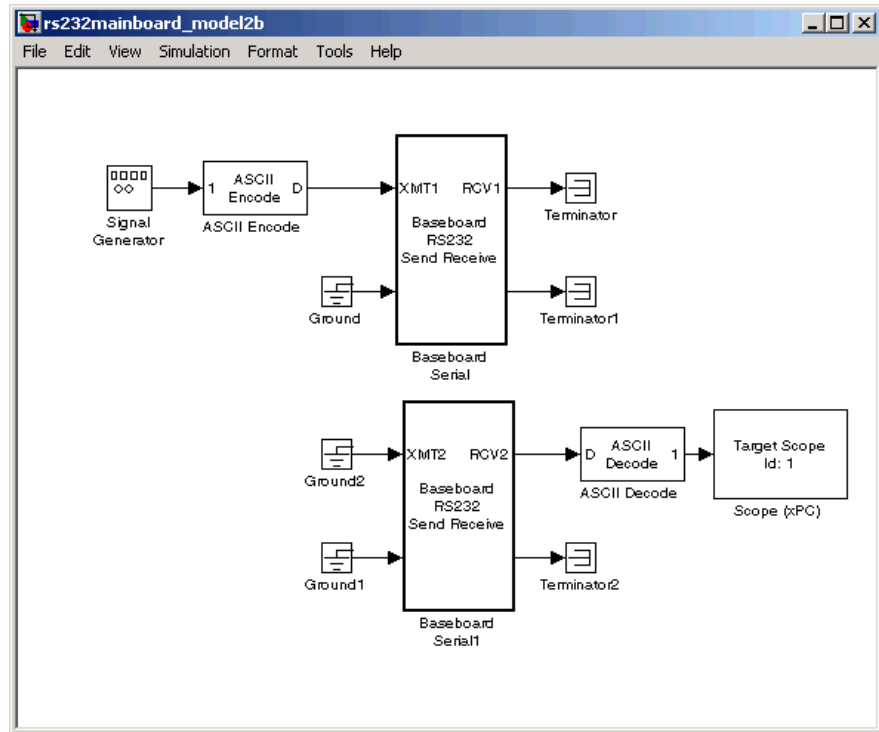 rs232mainboard_model2b
File Edit View Simulation Format Tools Help
1 ASCII Encode D
Signal
Generator
ASCII Encode
XMT1 RCV1
Baseboard
RS232
Send Receive
Terminator
Ground
Terminator1
Baseboard
Serial
XMT2 RCV2
Baseboard
RS232
Send Receive
Ground2
D ASCII Decode 1
ASCII Decode
Target Scope
Id: 1
Scope (xPC)
Ground1
Terminator2
Baseboard
Serial1